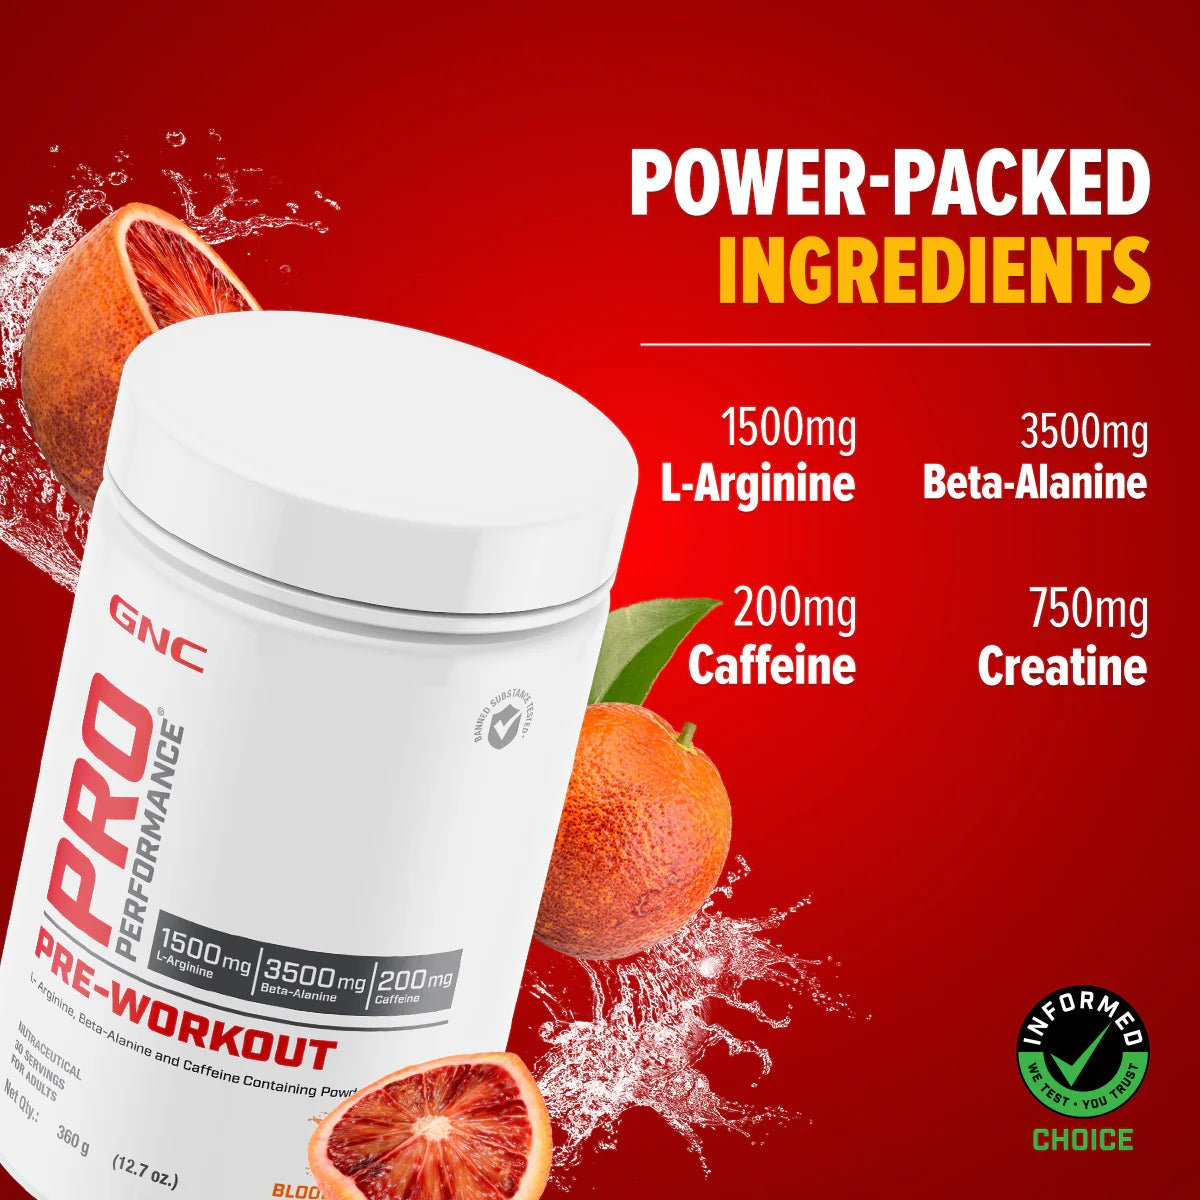 POWER-PACKED
INGREDIENTS
1500mg
L-Arginine
3500mg
Beta-Alanine
200mg
Caffeine
750mg
Creatine
GNC
PRO
PERFORMANCE®
BANNED SUBSTANCE TESTED
1500mg
L-Arginine
3500mg
Beta-Alanine
200mg
Caffeine
PRE-WORKOUT
L-Arginine, Beta-Alanine and Caffeine Containing
NUTRACEUTICAL
30 SERVINGS
FOR ADULTS
Net Qty.: 360g (12.7 oz.)
INFORMED
WE TEST • YOU TRUST
CHOICE